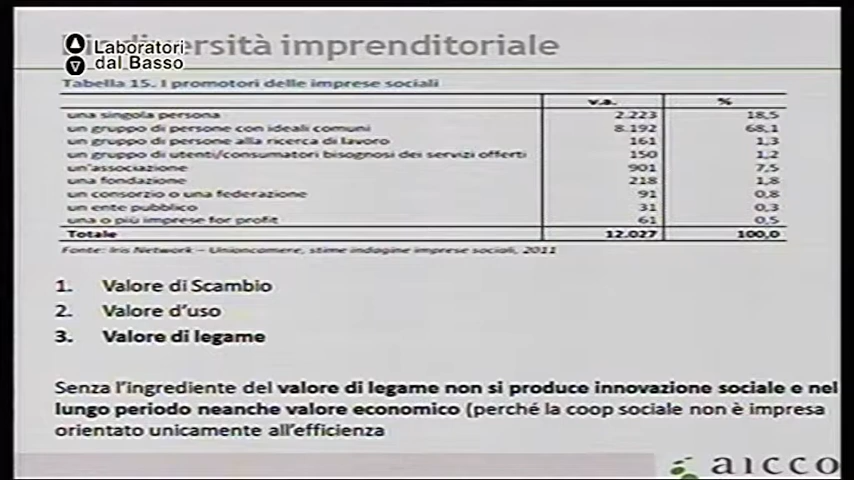 Laboratori
dal Basso
Biodiversità imprenditoriale
Tabella 15. I promotori delle imprese sociali
v.a. %
una singola persona 2.223 18,5
un gruppo di persone con ideali comuni 8.192 68,1
un gruppo di persone alla ricerca di lavoro 161 1,3
un gruppo di utenti/consumatori bisognosi dei servizi offerti 150 1,2
un'associazione 901 7,5
una fondazione 218 1,8
un consorzio o una federazione 91 0,8
un ente pubblico 31 0,3
una o più imprese for profit 61 0,5
Totale 12.027 100,0
Fonte: Iris Network – Unioncamere, stime indagine imprese sociali, 2011
1. Valore di Scambio
2. Valore d'uso
3. Valore di legame
Senza l'ingrediente del valore di legame non si produce innovazione sociale e nel
lungo periodo neanche valore economico (perché la coop sociale non è impresa
orientato unicamente all'efficienza
aicco